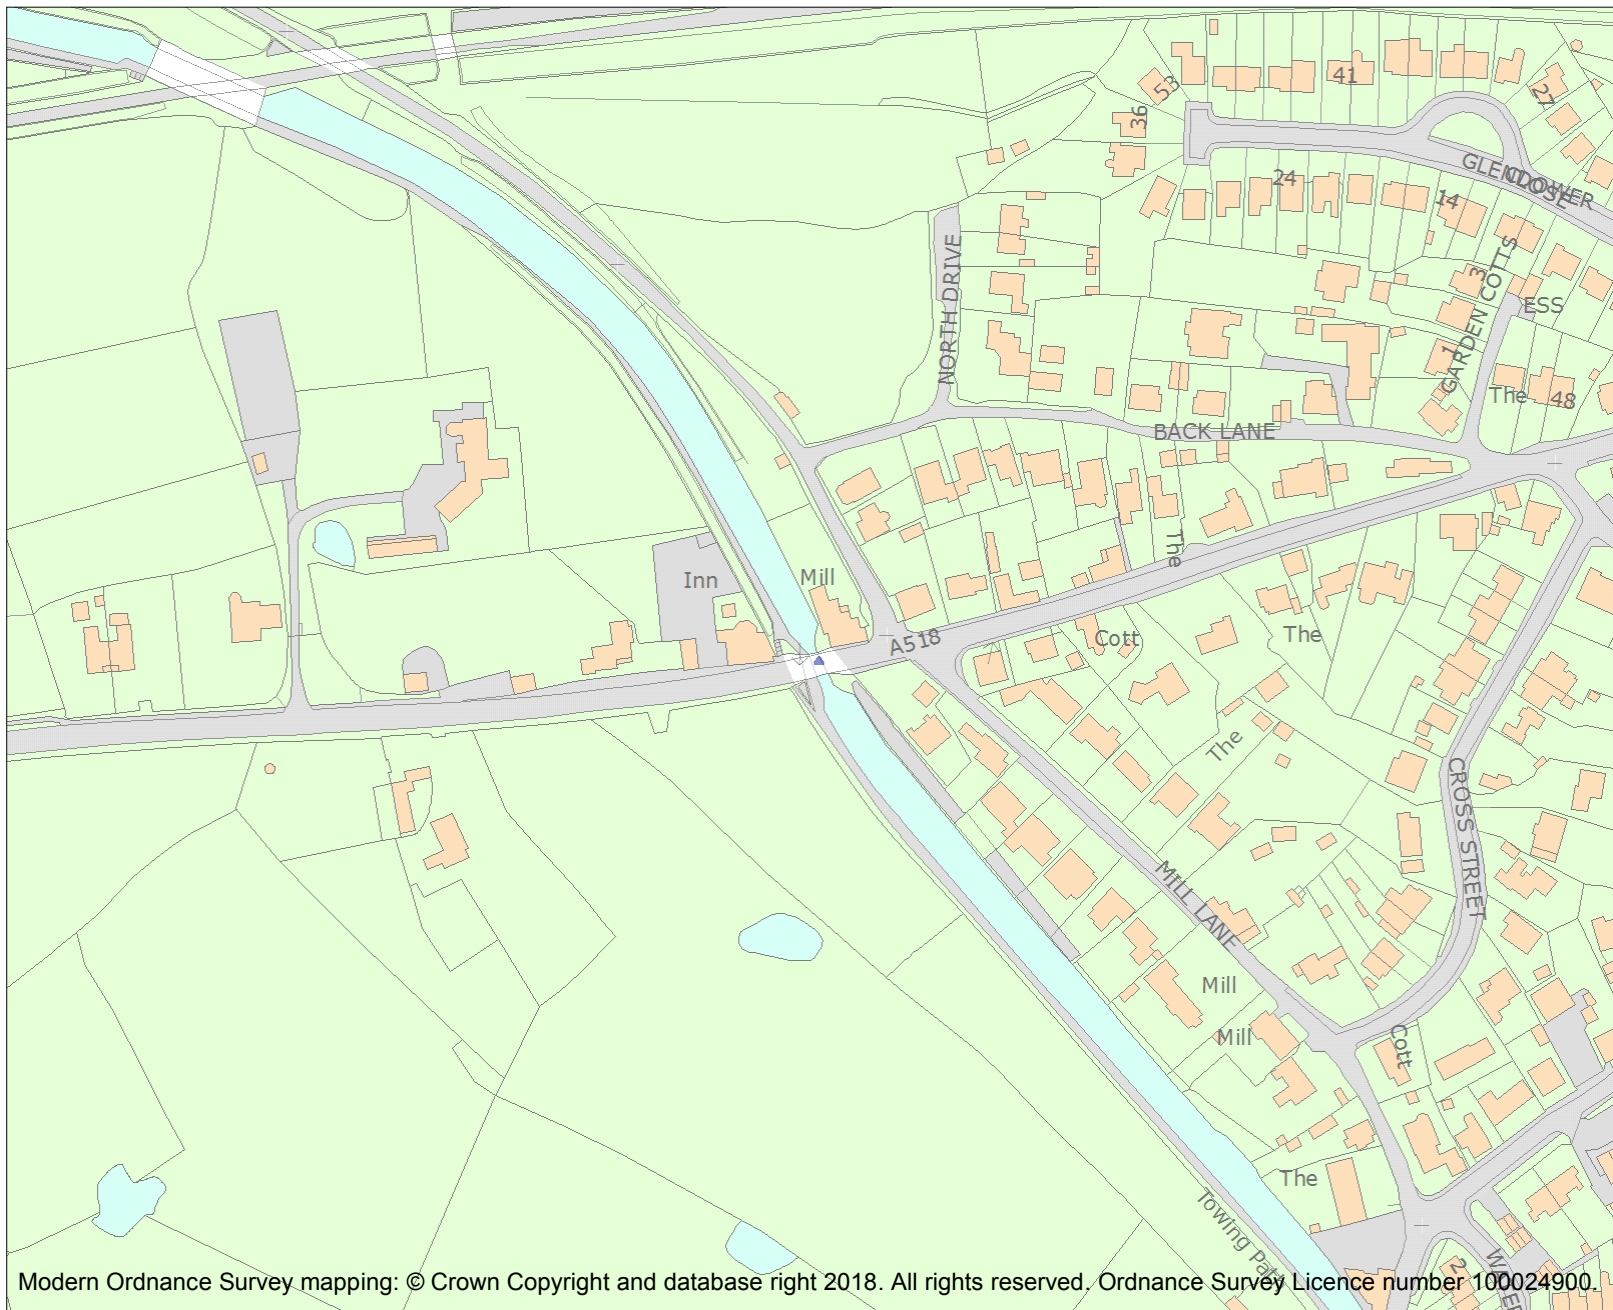 41
53
27
36
GLENDOWER
CLOSE
24
14
NORTH DRIVE
3
GARDEN COTTS
ESS
1
The
48
BACK LANE
The
Inn
Mill
A518
Cott
The
The
CROSS STREET
MILL LANE
Mill
Mill
Cott
The
Towing Path
2
Modern Ordnance Survey mapping: © Crown Copyright and database right 2018. All rights reserved. Ordnance Survey Licence number 100024900.